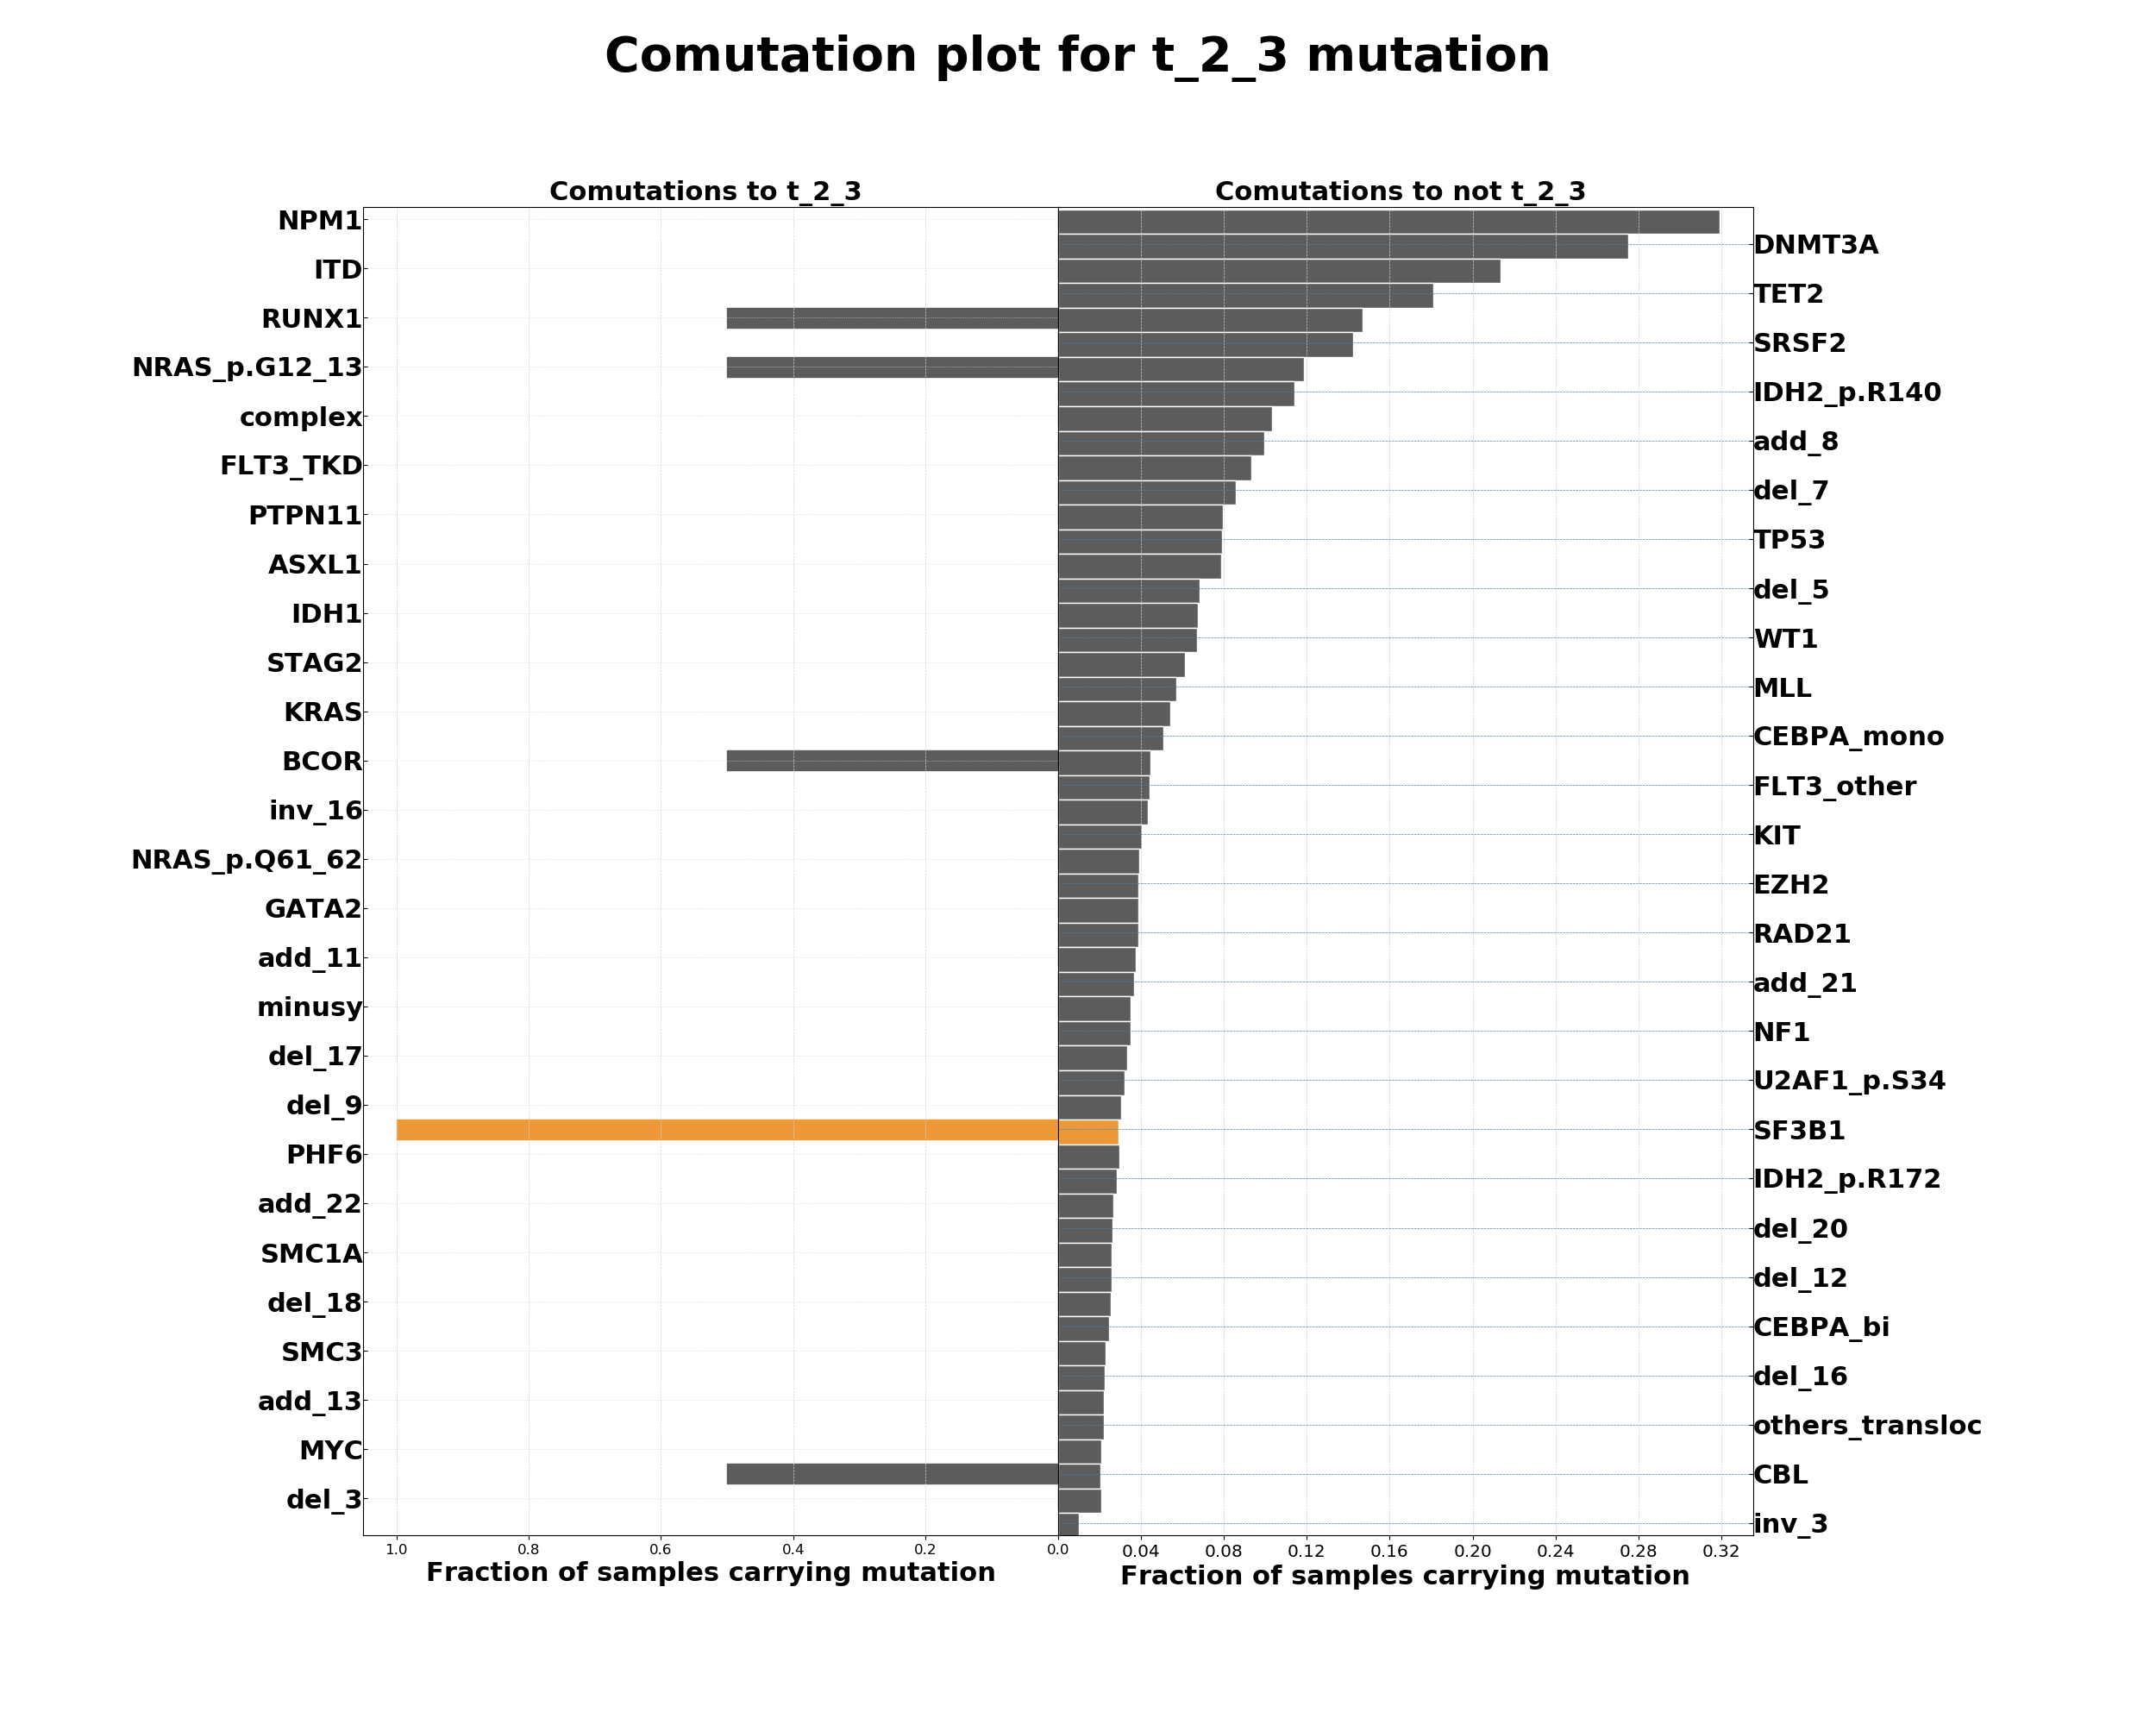 Comutation plot for t_2_3 mutation
Comutations to t_2_3
Comutations to not t_2_3
NPM1
DNMT3A
ITD
TET2
RUNX1
SRSF2
NRAS_p.G12_13
IDH2_p.R140
complex
add_8
FLT3_TKD
del_7
PTPN11
TP53
ASXL1
del_5
IDH1
WT1
STAG2
MLL
KRAS
CEBPA_mono
BCOR
FLT3_other
inv_16
KIT
NRAS_p.Q61_62
EZH2
GATA2
RAD21
add_11
add_21
minusy
NF1
del_17
U2AF1_p.S34
del_9
SF3B1
PHF6
IDH2_p.R172
add_22
del_20
SMC1A
del_12
del_18
CEBPA_bi
SMC3
del_16
add_13
others_transloc
MYC
CBL
del_3
inv_3
1.0 0.8 0.6 0.4 0.2 0.0 0.04 0.08 0.12 0.16 0.20 0.24 0.28 0.32
Fraction of samples carrying mutation
Fraction of samples carrying mutation